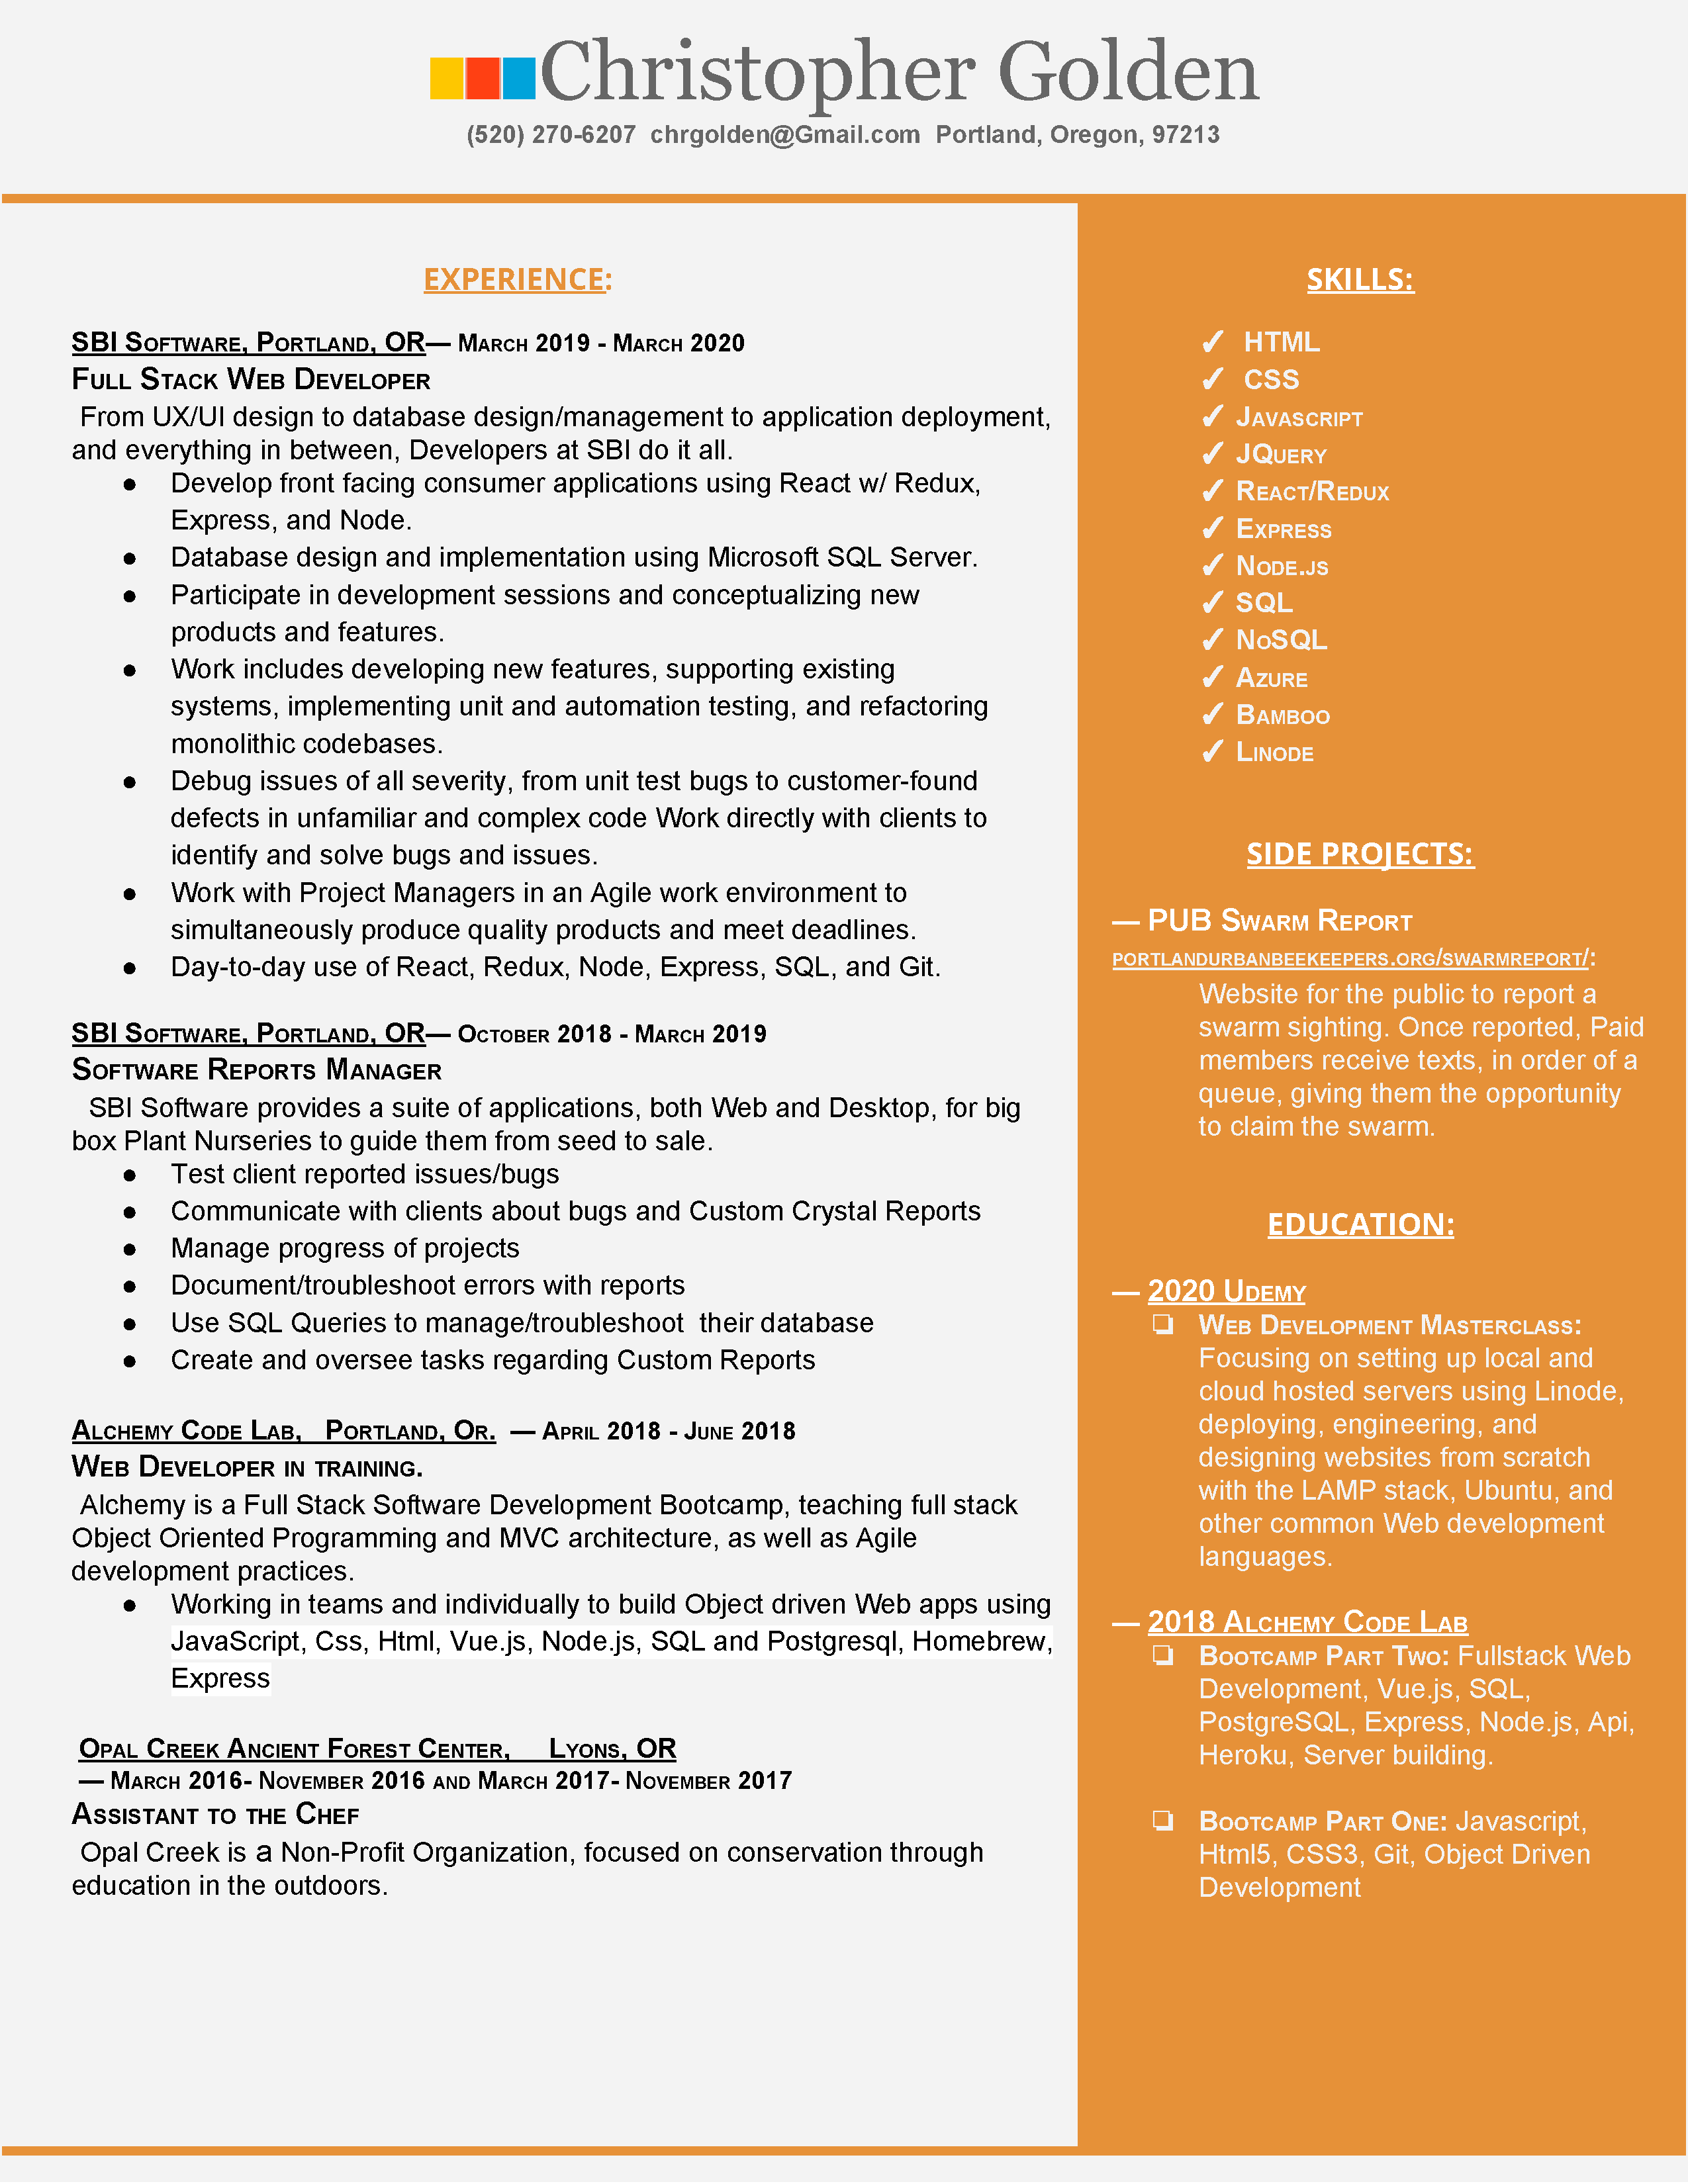 Christopher Golden
(520) 270-6207 chrgolden@Gmail.com Portland, Oregon, 97213
EXPERIENCE:
SBI Software, Portland, OR— March 2019 - March 2020
Full Stack Web Developer
From UX/UI design to database design/management to application deployment,
and everything in between, Developers at SBI do it all.
● Develop front facing consumer applications using React w/ Redux,
Express, and Node.
● Database design and implementation using Microsoft SQL Server.
● Participate in development sessions and conceptualizing new
products and features.
● Work includes developing new features, supporting existing
systems, implementing unit and automation testing, and refactoring
monolithic codebases.
● Debug issues of all severity, from unit test bugs to customer-found
defects in unfamiliar and complex code Work directly with clients to
identify and solve bugs and issues.
● Work with Project Managers in an Agile work environment to
simultaneously produce quality products and meet deadlines.
● Day-to-day use of React, Redux, Node, Express, SQL, and Git.
SBI Software, Portland, OR— October 2018 - March 2019
Software Reports Manager
SBI Software provides a suite of applications, both Web and Desktop, for big
box Plant Nurseries to guide them from seed to sale.
● Test client reported issues/bugs
● Communicate with clients about bugs and Custom Crystal Reports
● Manage progress of projects
● Document/troubleshoot errors with reports
● Use SQL Queries to manage/troubleshoot their database
● Create and oversee tasks regarding Custom Reports
Alchemy Code Lab, Portland, Or. — April 2018 - June 2018
Web Developer in training.
Alchemy is a Full Stack Software Development Bootcamp, teaching full stack
Object Oriented Programming and MVC architecture, as well as Agile
development practices.
● Working in teams and individually to build Object driven Web apps using
JavaScript, Css, Html, Vue.js, Node.js, SQL and Postgresql, Homebrew,
Express
Opal Creek Ancient Forest Center, Lyons, OR
— March 2016- November 2016 and March 2017- November 2017
Assistant to the Chef
Opal Creek is a Non-Profit Organization, focused on conservation through
education in the outdoors.
SKILLS:
✓ HTML
✓ CSS
✓ Javascript
✓ JQuery
✓ React/Redux
✓ Express
✓ Node.js
✓ SQL
✓ NoSQL
✓ Azure
✓ Bamboo
✓ Linode
SIDE PROJECTS:
— PUB Swarm Report
portlandurbanbeekeepers.org/swarmreport/:
Website for the public to report a
swarm sighting. Once reported, Paid
members receive texts, in order of a
queue, giving them the opportunity
to claim the swarm.
EDUCATION:
— 2020 Udemy
❏ Web Development Masterclass:
Focusing on setting up local and
cloud hosted servers using Linode,
deploying, engineering, and
designing websites from scratch
with the LAMP stack, Ubuntu, and
other common Web development
languages.
— 2018 Alchemy Code Lab
❏ Bootcamp Part Two: Fullstack Web
Development, Vue.js, SQL,
PostgreSQL, Express, Node.js, Api,
Heroku, Server building.
❏ Bootcamp Part One: Javascript,
Html5, CSS3, Git, Object Driven
Development